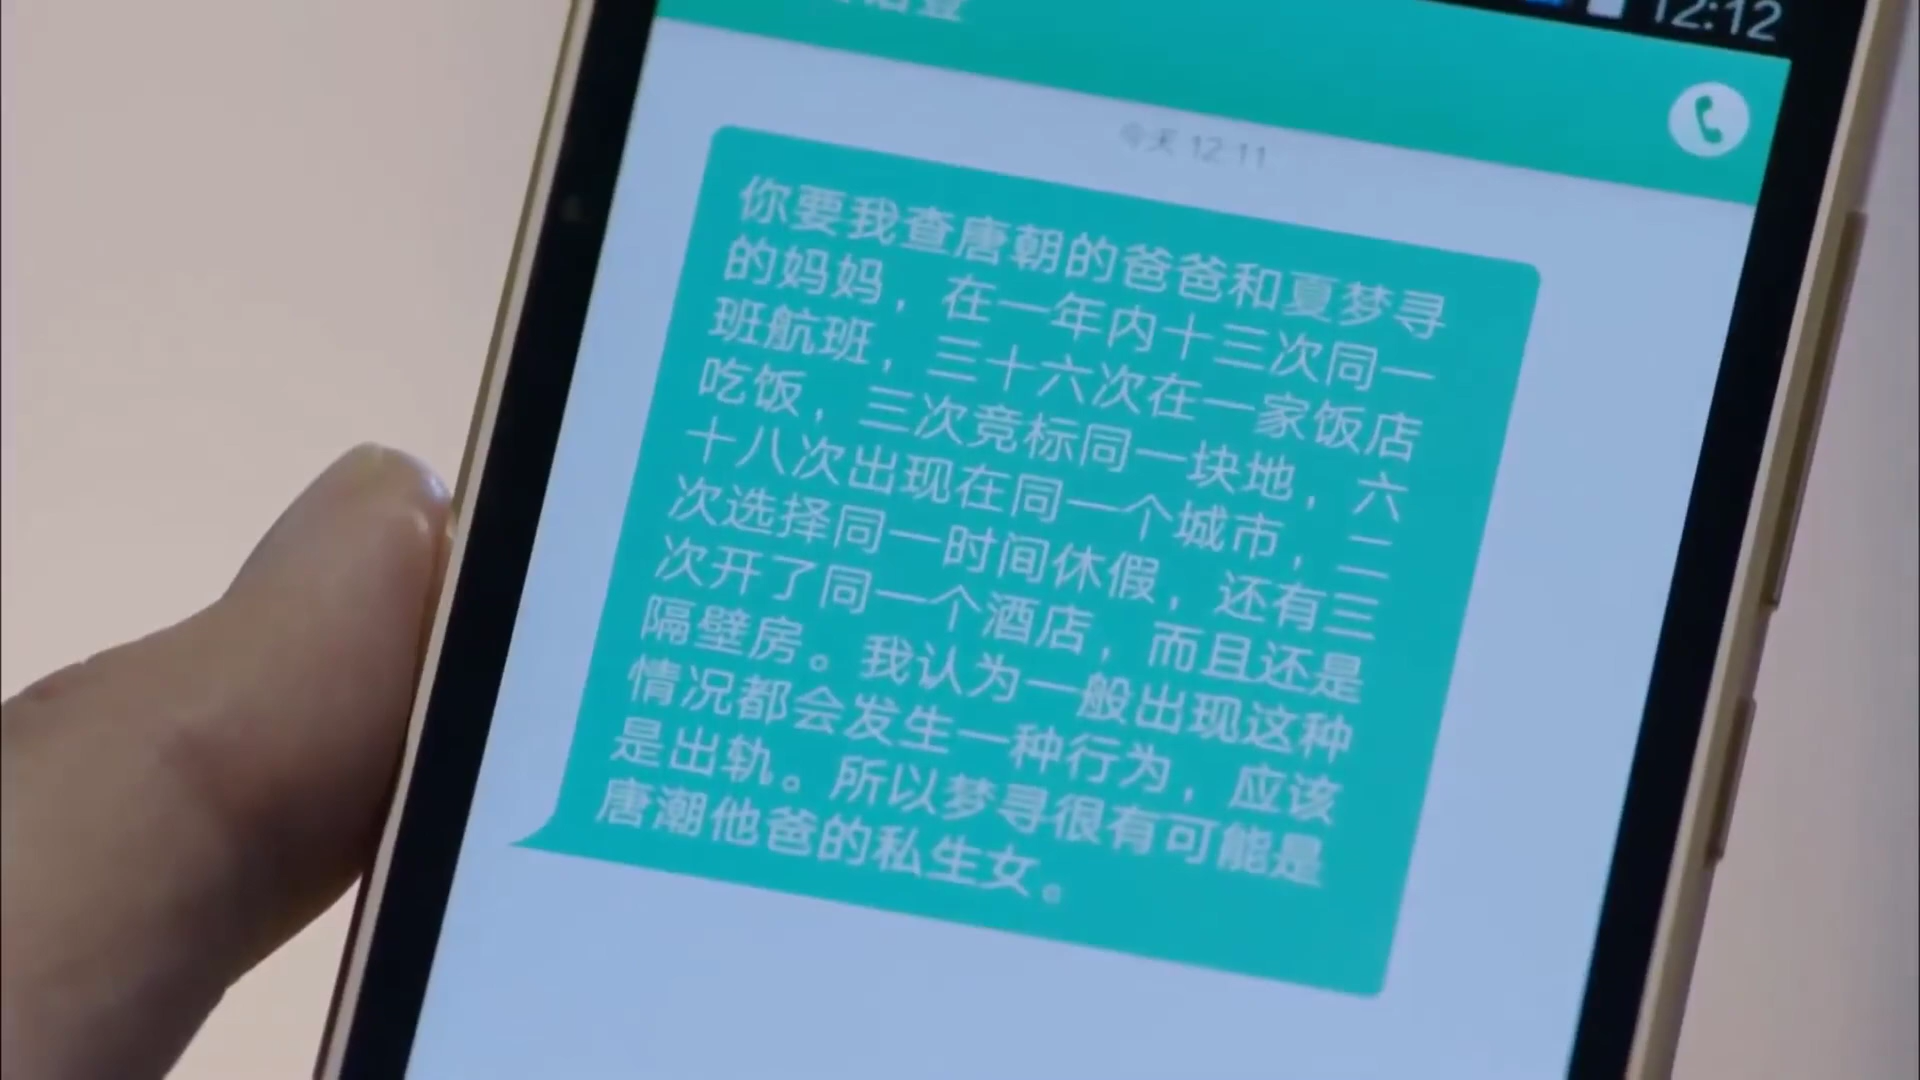 12:12
今天 12:11
你要我查唐朝的爸爸和夏梦寻
的妈妈，在一年内十三次同一
班航班，三十六次在一家饭店
吃饭，三次竞标同一块地，六
十八次出现在同一个城市，二
次选择同一时间休假，还有三
次开了同一个酒店，而且还是
隔壁房。我认为一般出现这种
情况都会发生一种行为，应该
是出轨。所以梦寻很有可能是
唐潮他爸的私生女。